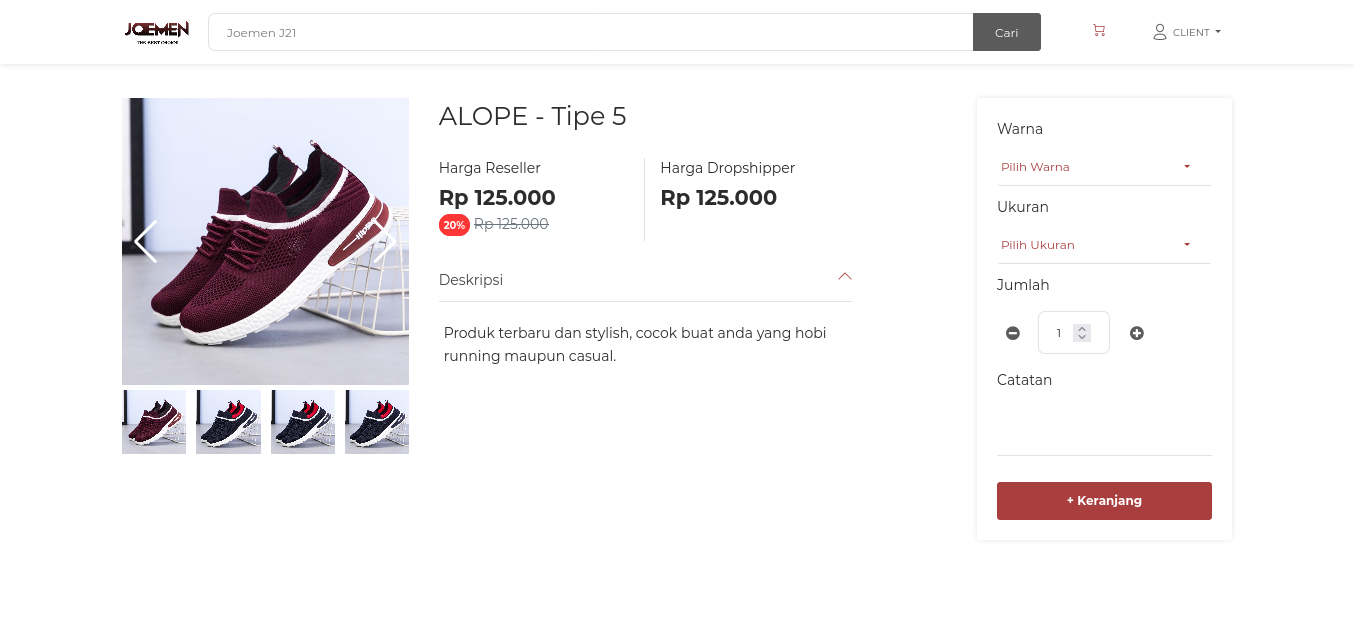 JOEMEN
THE BEST CHOICE
Joemen J21
Cari
CLIENT
ALOPE - Tipe 5
Harga Reseller
Rp 125.000
20% Rp 125.000
Harga Dropshipper
Rp 125.000
Deskripsi
Produk terbaru dan stylish, cocok buat anda yang hobi
running maupun casual.
Warna
Pilih Warna
Ukuran
Pilih Ukuran
Jumlah
1
Catatan
+ Keranjang